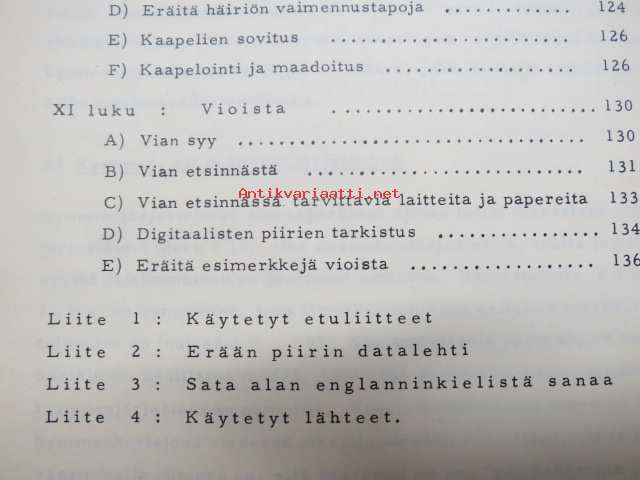 D) Eräitä häiriön vaimennustapoja ............. 124
E) Kaapelien sovitus ......................... 126
F) Kaapelointi ja maadoitus .................. 126
XI luku : Vioista ........................ 130
A) Vian syy ................................ 130
B) Vian etsinnästä ......................... 131
Antikvariaatti.net
C) Vian etsinnässä tarvittavia laitteita ja papereita 133
D) Digitaalisten piirien tarkistus ............... 134
E) Eräitä esimerkkejä vioista .................. 136
Liite 1 : Käytetyt etuliitteet
Liite 2 : Erään piirin datalehti
Liite 3 : Sata alan englanninkielistä sanaa
Liite 4 : Käytetyt lähteet.